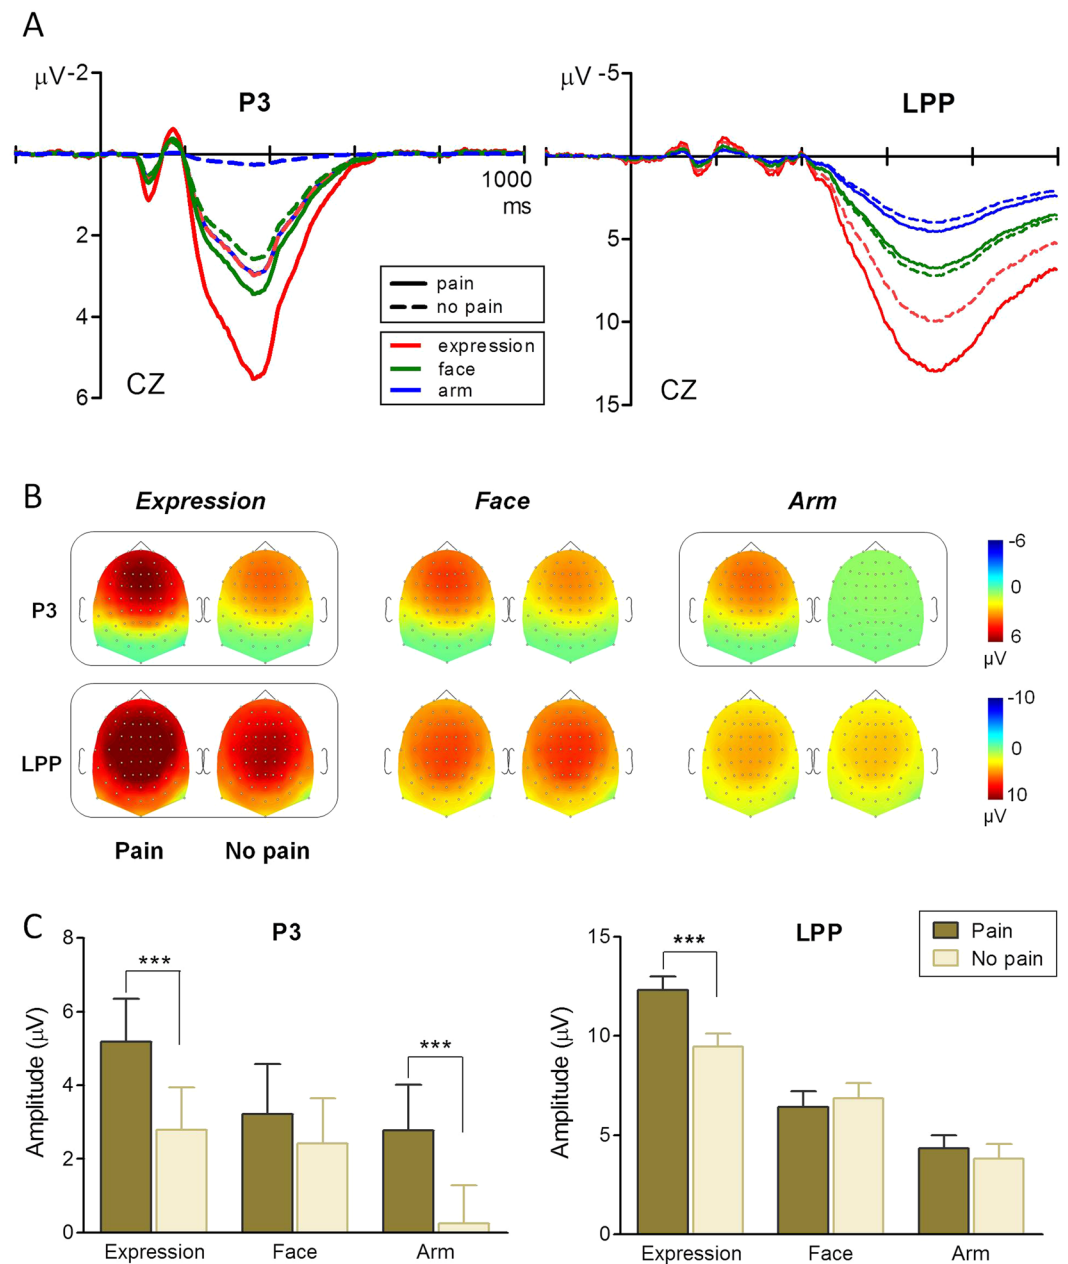 A
μV -2
P3
1000
ms
2
4
6
CZ
pain
no pain
expression
face
arm
μV -5
LPP
5
10
15
CZ
B
Expression
Face
Arm
P3
-6
0
6
μV
LPP
-10
0
10
μV
Pain
No pain
C
P3
8
6
4
2
0
Amplitude (μV)
***
***
Expression
Face
Arm
LPP
Pain
No pain
15
10
5
0
Amplitude (μV)
***
Expression
Face
Arm